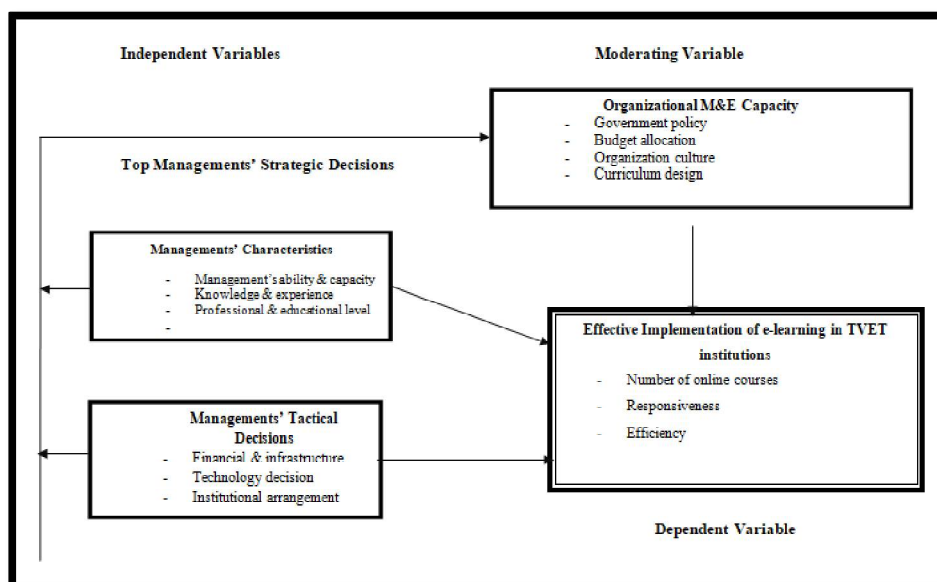 Independent Variables
Moderating Variable
Organizational M&E Capacity
- Government policy
- Budget allocation
- Organization culture
- Curriculum design
Top Managements' Strategic Decisions
Managements' Characteristics
- Management's ability & capacity
- Knowledge & experience
- Professional & educational level
-
Effective Implementation of e-learning in TVET
institutions
- Number of online courses
- Responsiveness
- Efficiency
Managements' Tactical
Decisions
- Financial & infrastructure
- Technology decision
- Institutional arrangement
Dependent Variable